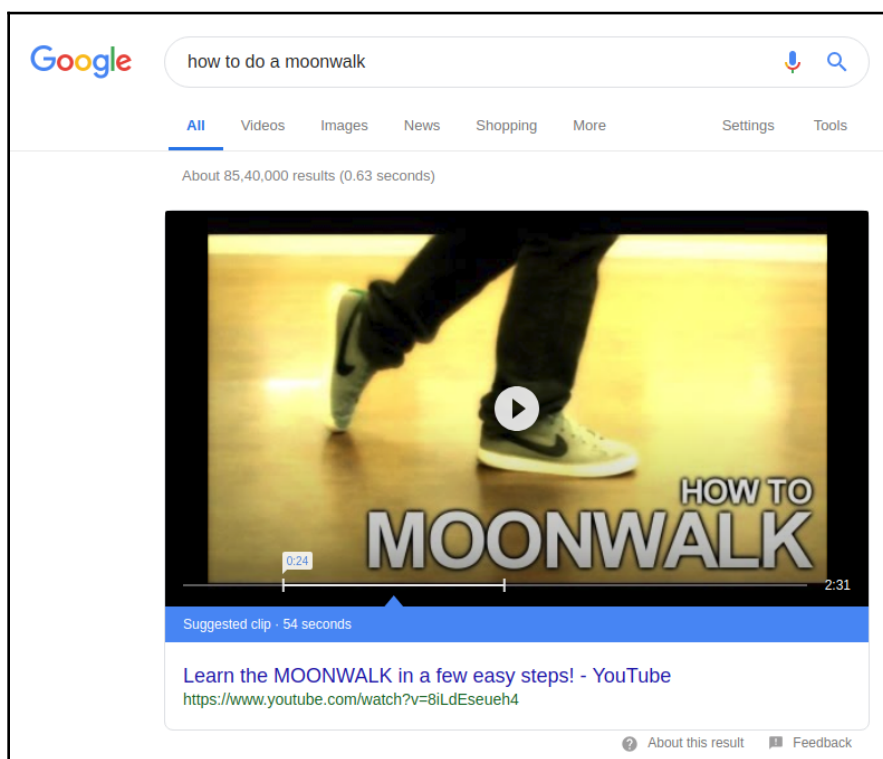 Google
how to do a moonwalk
All Videos Images News Shopping More Settings Tools
About 85,40,000 results (0.63 seconds)
HOW TO
MOONWALK
0:24
2:31
Suggested clip · 54 seconds
Learn the MOONWALK in a few easy steps! - YouTube
https://www.youtube.com/watch?v=8iLdEseueh4
About this result Feedback